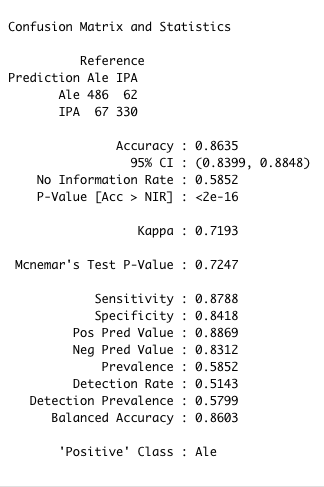 Confusion Matrix and Statistics
Reference
Prediction Ale IPA
Ale 486 62
IPA 67 330
Accuracy : 0.8635
95% CI : (0.8399, 0.8848)
No Information Rate : 0.5852
P-Value [Acc > NIR] : <2e-16
Kappa : 0.7193
Mcnemar's Test P-Value : 0.7247
Sensitivity : 0.8788
Specificity : 0.8418
Pos Pred Value : 0.8869
Neg Pred Value : 0.8312
Prevalence : 0.5852
Detection Rate : 0.5143
Detection Prevalence : 0.5799
Balanced Accuracy : 0.8603
'Positive' Class : Ale